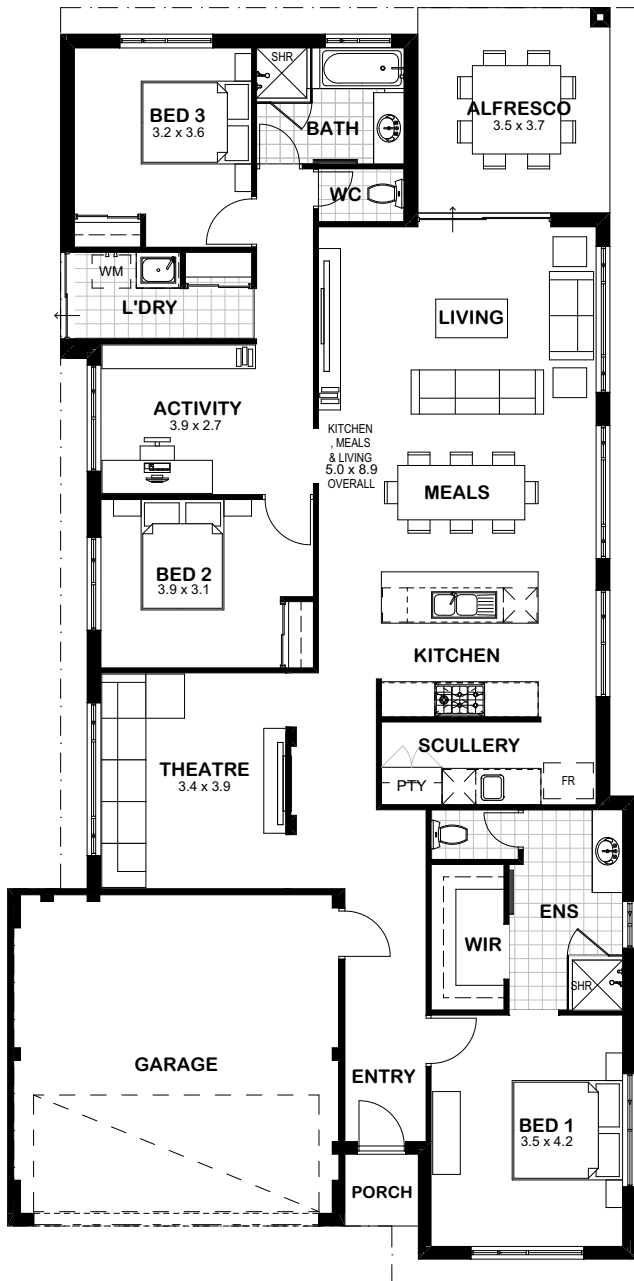 SHR
BED 3
3.2 x 3.6
BATH
ALFRESCO
3.5 x 3.7
WC
WM
L'DRY
LIVING
ACTIVITY
3.9 x 2.7
KITCHEN
, MEALS
& LIVING
5.0 x 8.9
OVERALL
MEALS
BED 2
3.9 x 3.1
KITCHEN
SCULLERY
THEATRE
3.4 x 3.9
PTY
FR
ENS
WIR
SHR
GARAGE
ENTRY
BED 1
3.5 x 4.2
PORCH